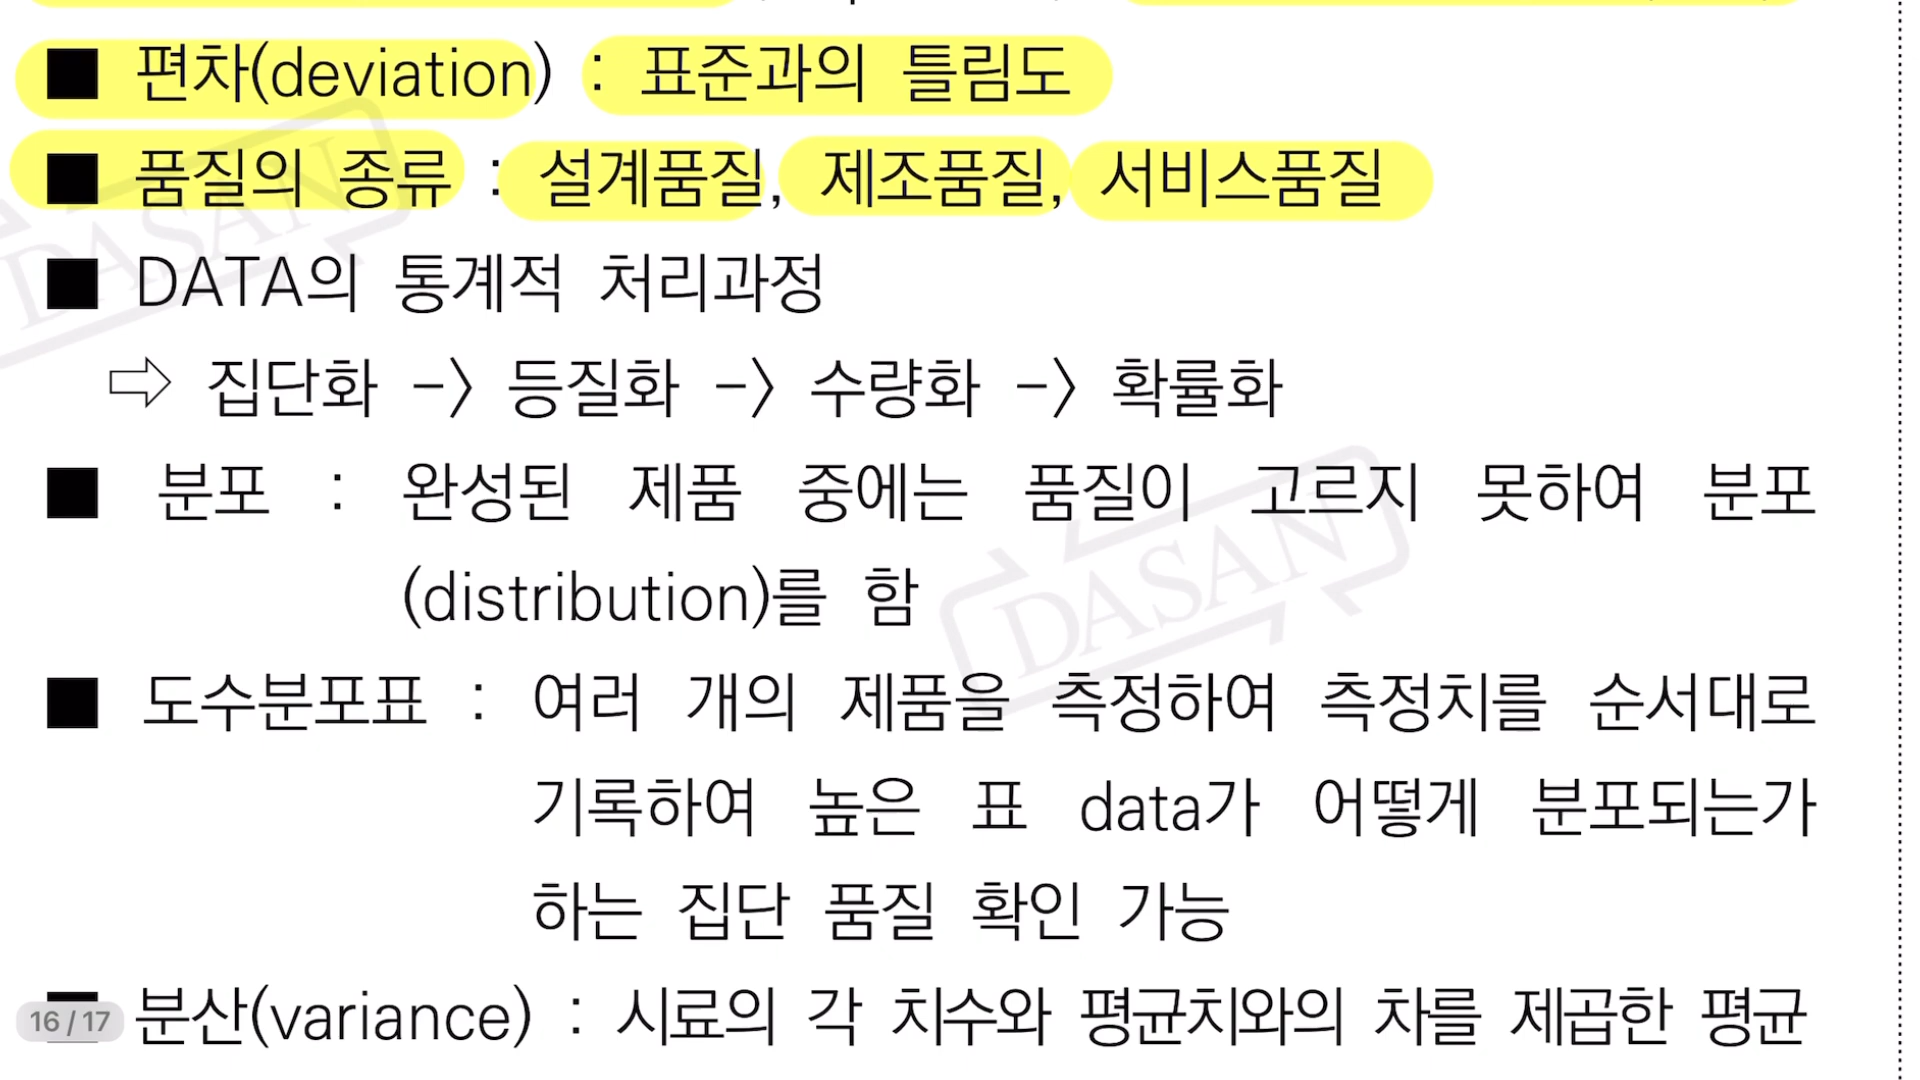 ■ 편차(deviation) : 표준과의 틀림도
■ 품질의 종류 : 설계품질, 제조품질, 서비스품질
■ DATA의 통계적 처리과정
⇨ 집단화 -> 등질화 -> 수량화 -> 확률화
■ 분포 : 완성된 제품 중에는 품질이 고르지 못하여 분포
(distribution)를 함
■ 도수분포표 : 여러 개의 제품을 측정하여 측정치를 순서대로
기록하여 높은 표 data가 어떻게 분포되는가
하는 집단 품질 확인 가능
■ 분산(variance) : 시료의 각 치수와 평균치와의 차를 제곱한 평균
16 / 17
DASAN
DASAN